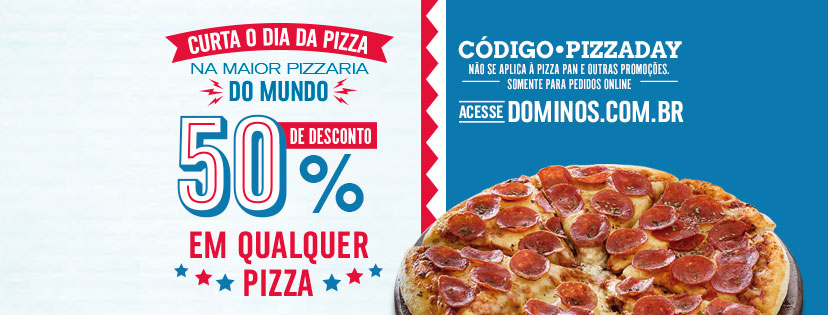 CURTA O DIA DA PIZZA
NA MAIOR PIZZARIA
DO MUNDO
50% DE DESCONTO
EM QUALQUER
PIZZA
CÓDIGO•PIZZADAY
NÃO SE APLICA À PIZZA PAN E OUTRAS PROMOÇÕES.
SOMENTE PARA PEDIDOS ONLINE
ACESSE DOMINOS.COM.BR